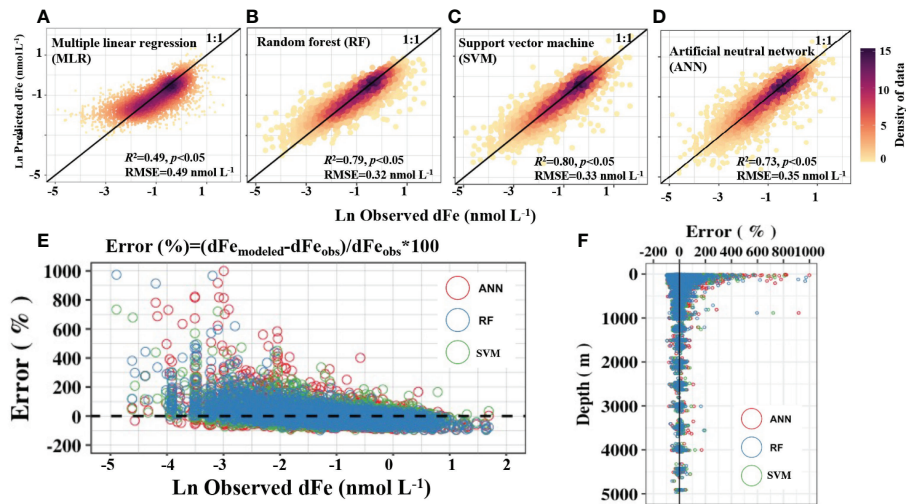 A B C D
Multiple linear regression
(MLR)
1:1
Random forest (RF)
1:1
Support vector machine
(SVM)
1:1
Artificial neutral network
(ANN)
1:1
Ln Predicted dFe (nmol L⁻¹)
1
-1
-5
R²=0.49, p<0.05
RMSE=0.49 nmol L⁻¹
R²=0.79, p<0.05
RMSE=0.32 nmol L⁻¹
R²=0.80, p<0.05
RMSE=0.33 nmol L⁻¹
R²=0.73, p<0.05
RMSE=0.35 nmol L⁻¹
-5 -1 1 -5 -1 1 -5 -1 1 -5 -1 1
Ln Observed dFe (nmol L⁻¹)
15
10
5
0
Density of data
E
Error (%)=(dFemodeled-dFeobs)/dFeobs*100
Error ( % )
1000
800
600
400
200
0
-200
ANN
RF
SVM
-5 -4 -3 -2 -1 0 1 2
Ln Observed dFe (nmol L⁻¹)
F
Error ( % )
-200 0 200 400 600 800 1000
Depth ( m )
0
1000
2000
3000
4000
5000
ANN
RF
SVM